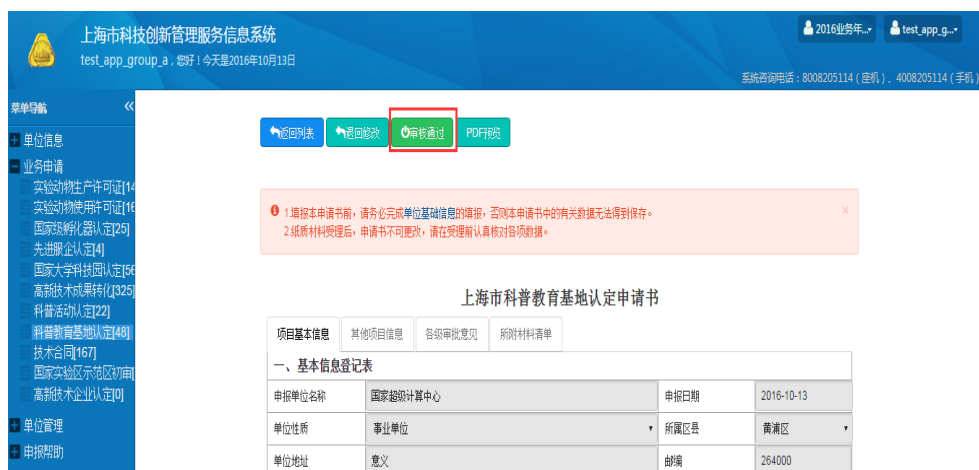 上海市科技创新管理服务信息系统
test_app_group_a，您好！今天是2016年10月13日
2016业务年...
test_app_g...
系统咨询电话：8008205114（座机）、4008205114（手机）
菜单导航
单位信息
业务申请
实验动物生产许可证[14
实验动物使用许可证[16
国家级孵化器认定[25]
先进服企认定[4]
国家大学科技园认定[56
高新技术成果转化[325]
科普活动认定[22]
科普教育基地认定[48]
技术合同[167]
国家实验区示范区初审[
高新技术企业认定[0]
单位管理
申报帮助
返回列表 退回修改 审核通过 PDF预览
1.填报本申请书前，请务必完成单位基础信息的填报，否则本申请书中的有关数据无法得到保存。
2.纸质材料受理后，申请书不可更改，请在受理前认真核对各项数据。
上海市科普教育基地认定申请书
项目基本信息 其他项目信息 各级审批意见 所附材料清单
一、基本信息登记表
申报单位名称 国家超级计算中心 申报日期 2016-10-13
单位性质 事业单位 所属区县 黄浦区
单位地址 意义 邮编 264000